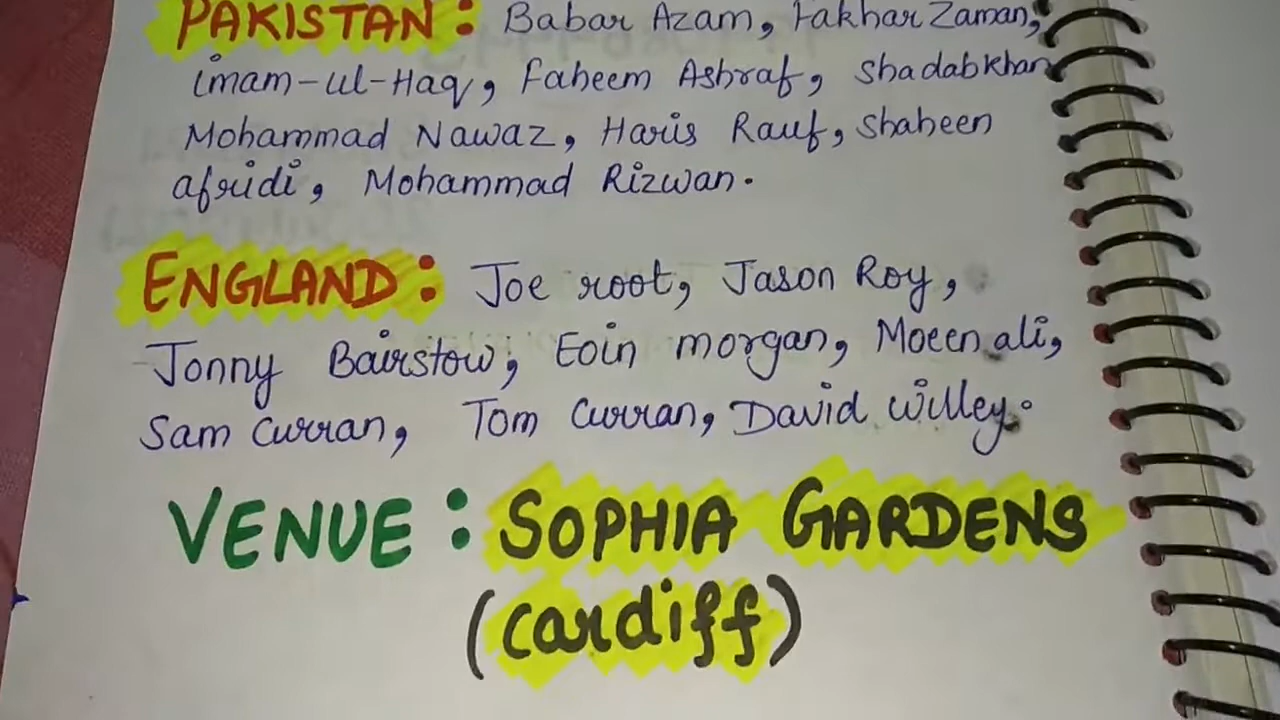 PAKISTAN: Babar Azam, Fakhar Zaman,
imam-ul-Haq, faheem Ashraf, Shadab khan
Mohammad Nawaz, Haris Rauf, shaheen
afridi, Mohammad Rizwan.
ENGLAND: Joe root, Jason Roy,
Jonny Bairstow, Eoin morgan, Moeen ali,
Sam curran, Tom curran, David willey.
VENUE: SOPHIA GARDENS
(cardiff)